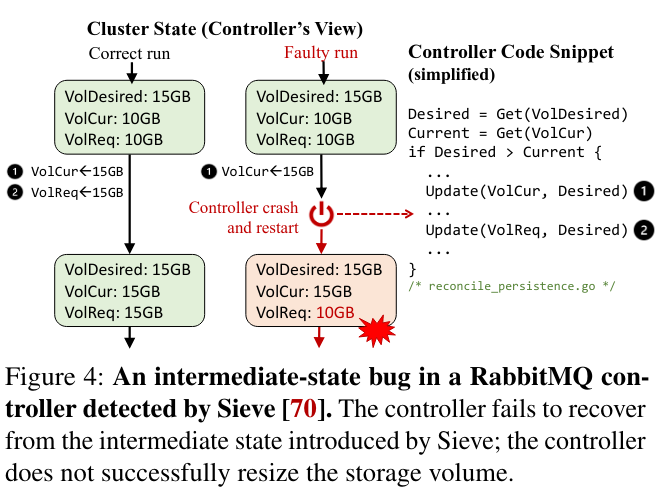 Cluster State (Controller's View)
Correct run
VolDesired: 15GB
VolCur: 10GB
VolReq: 10GB
1 VolCur←15GB
2 VolReq←15GB
VolDesired: 15GB
VolCur: 15GB
VolReq: 15GB
Faulty run
VolDesired: 15GB
VolCur: 10GB
VolReq: 10GB
1 VolCur←15GB
Controller crash
and restart
VolDesired: 15GB
VolCur: 15GB
VolReq: 10GB
Controller Code Snippet
(simplified)
Desired = Get(VolDesired)
Current = Get(VolCur)
if Desired > Current {
...
Update(VolCur, Desired) 1
...
Update(VolReq, Desired) 2
...
}
/* reconcile_persistence.go */
Figure 4: An intermediate-state bug in a RabbitMQ con-
troller detected by Sieve [70]. The controller fails to recover
from the intermediate state introduced by Sieve; the controller
does not successfully resize the storage volume.